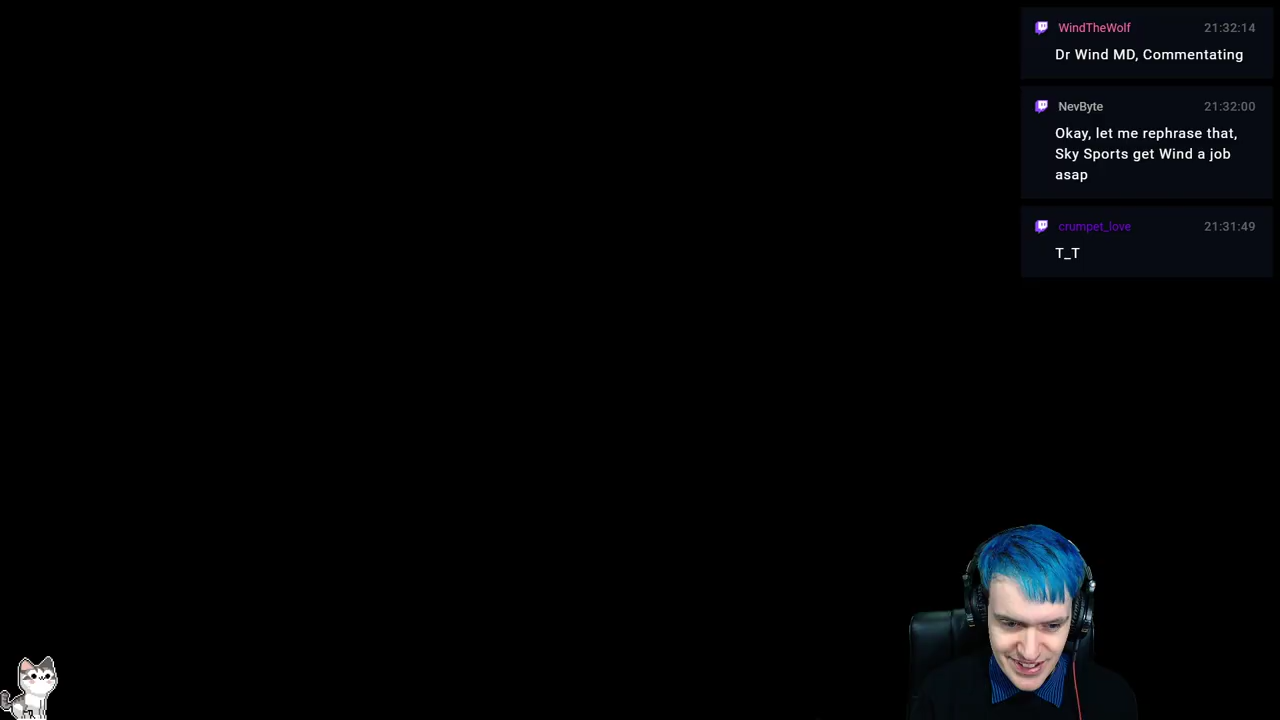 WindTheWolf 21:32:14
Dr Wind MD, Commentating
NevByte 21:32:00
Okay, let me rephrase that,
Sky Sports get Wind a job
asap
crumpet_love 21:31:49
T_T